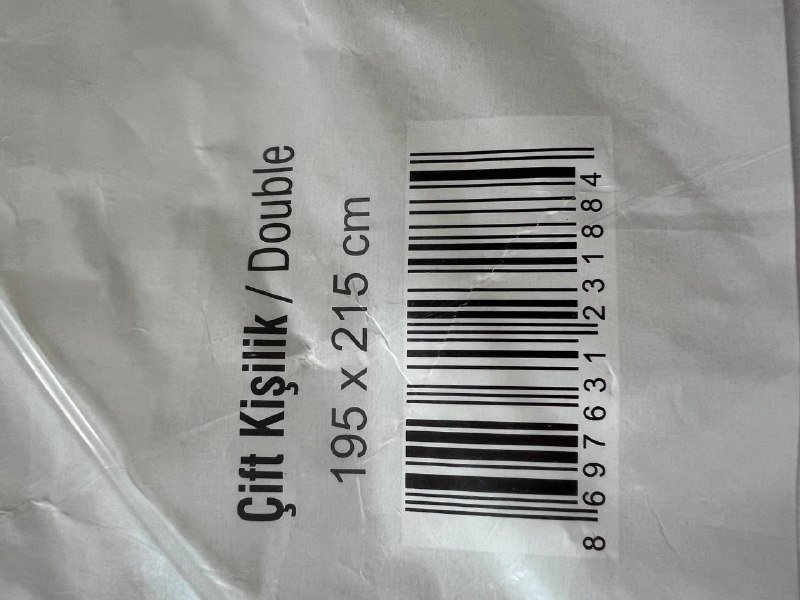 Çift Kişilik / Double
195 x 215 cm
8 697631 231884